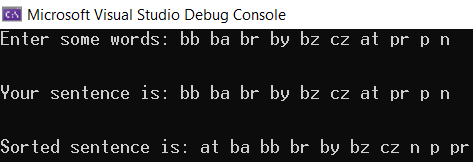 C:\ Microsoft Visual Studio Debug Console
Enter some words: bb ba br by bz cz at pr p n
Your sentence is: bb ba br by bz cz at pr p n
Sorted sentence is: at ba bb br by bz cz n p pr